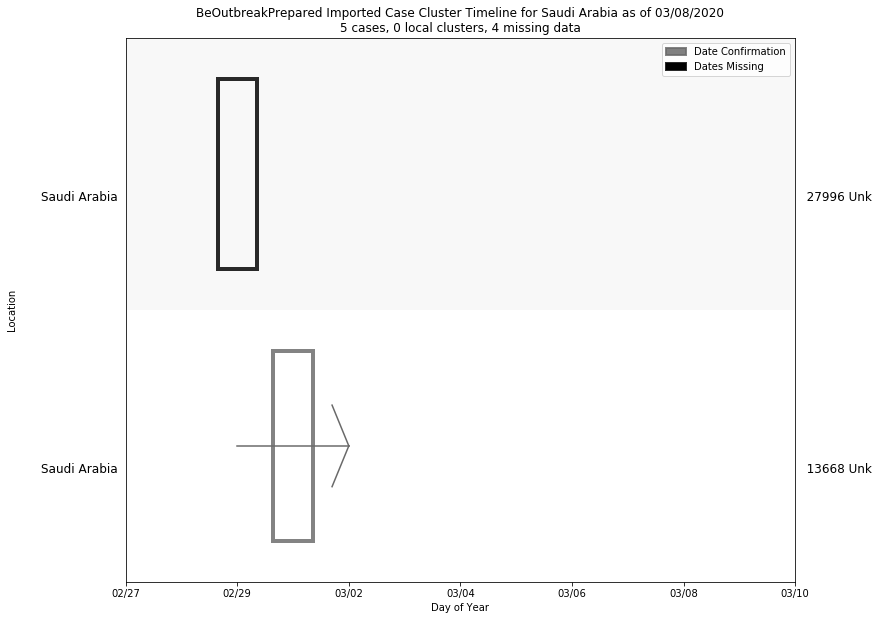 BeOutbreakPrepared Imported Case Cluster Timeline for Saudi Arabia as of 03/08/2020
5 cases, 0 local clusters, 4 missing data
Date Confirmation
Dates Missing
Saudi Arabia
27996 Unk
Location
Saudi Arabia
13668 Unk
02/27
02/29
03/02
03/04
03/06
03/08
03/10
Day of Year